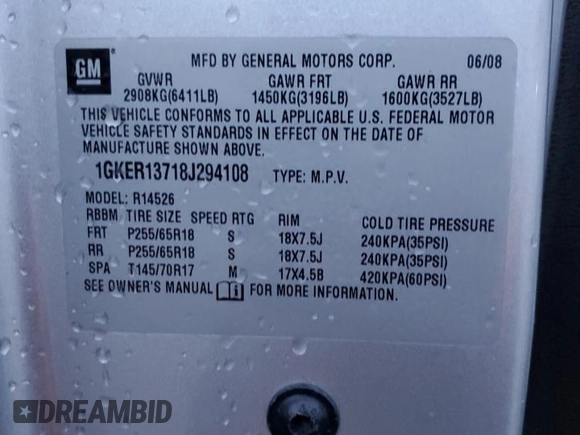 GM
MFD BY GENERAL MOTORS CORP. 06/08
GVWR GAWR FRT GAWR RR
2908KG(6411LB) 1450KG(3196LB) 1600KG(3527LB)
THIS VEHICLE CONFORMS TO ALL APPLICABLE U.S. FEDERAL MOTOR
VEHICLE SAFETY STANDARDS IN EFFECT ON THE DATE OF
MANUFACTURE SHOWN ABOVE.
1GKER13718J294108 TYPE: M.P.V.
MODEL: R14526
RBBM TIRE SIZE SPEED RTG RIM COLD TIRE PRESSURE
FRT P255/65R18 S 18X7.5J 240KPA(35PSI)
RR P255/65R18 S 18X7.5J 240KPA(35PSI)
SPA T145/70R17 M 17X4.5B 420KPA(60PSI)
SEE OWNER'S MANUAL i FOR MORE INFORMATION.
DREAMBID